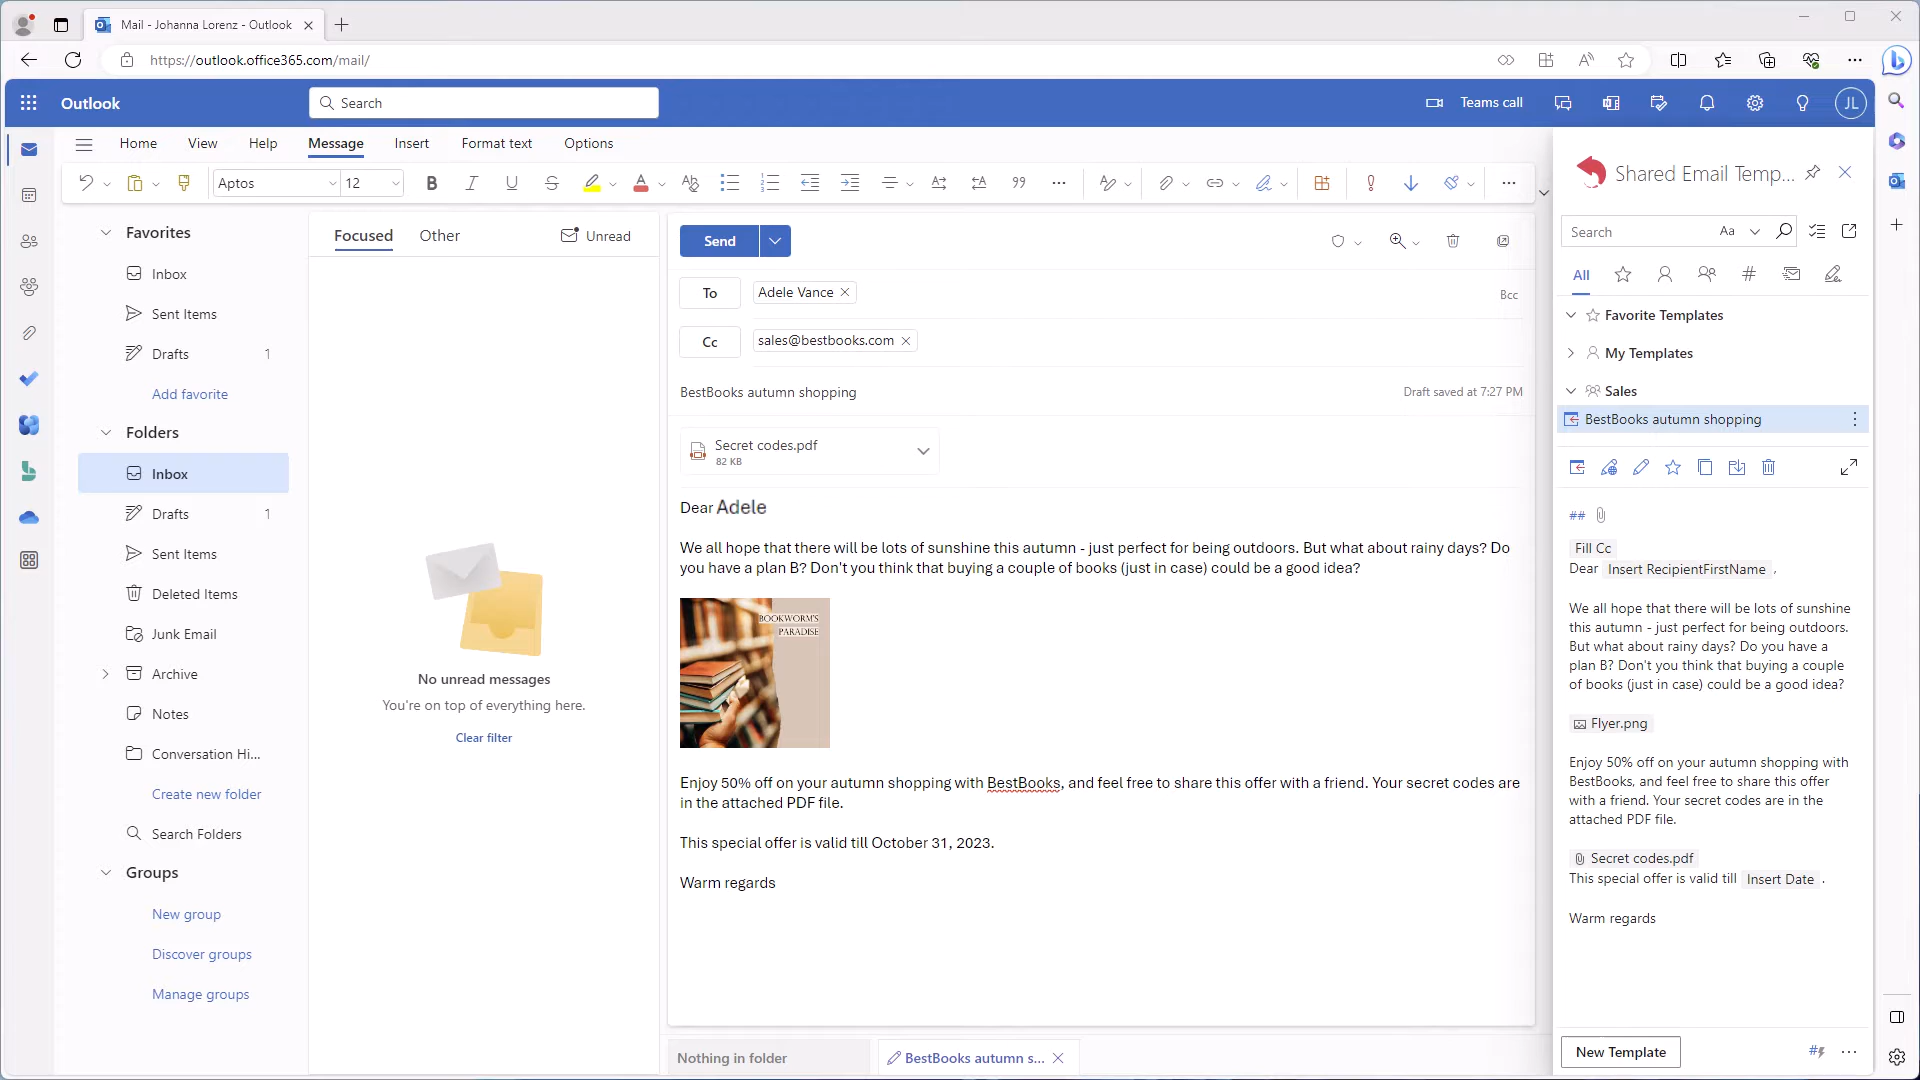 Mail - Johanna Lorenz - Outlook
https://outlook.office365.com/mail/
Outlook
Search
Teams call
JL
Home View Help Message Insert Format text Options
Aptos 12
Favorites
Inbox
Sent Items
Drafts 1
Add favorite
Folders
Inbox
Drafts 1
Sent Items
Deleted Items
Junk Email
Archive
Notes
Conversation Hi...
Create new folder
Search Folders
Groups
New group
Discover groups
Manage groups
Focused Other Unread
No unread messages
You're on top of everything here.
Clear filter
Send
To Adele Vance Bcc
Cc sales@bestbooks.com
BestBooks autumn shopping Draft saved at 7:27 PM
Secret codes.pdf
82 KB
Dear Adele
We all hope that there will be lots of sunshine this autumn - just perfect for being outdoors. But what about rainy days? Do
you have a plan B? Don't you think that buying a couple of books (just in case) could be a good idea?
BOOKWORM'S
PARADISE
Enjoy 50% off on your autumn shopping with BestBooks, and feel free to share this offer with a friend. Your secret codes are
in the attached PDF file.
This special offer is valid till October 31, 2023.
Warm regards
Nothing in folder
BestBooks autumn s...
Shared Email Temp...
Search Aa
All
Favorite Templates
My Templates
Sales
BestBooks autumn shopping
##
Fill Cc
Dear Insert RecipientFirstName ,
We all hope that there will be lots of sunshine
this autumn - just perfect for being outdoors.
But what about rainy days? Do you have a
plan B? Don't you think that buying a couple
of books (just in case) could be a good idea?
Flyer.png
Enjoy 50% off on your autumn shopping with
BestBooks, and feel free to share this offer
with a friend. Your secret codes are in the
attached PDF file.
Secret codes.pdf
This special offer is valid till Insert Date .
Warm regards
New Template